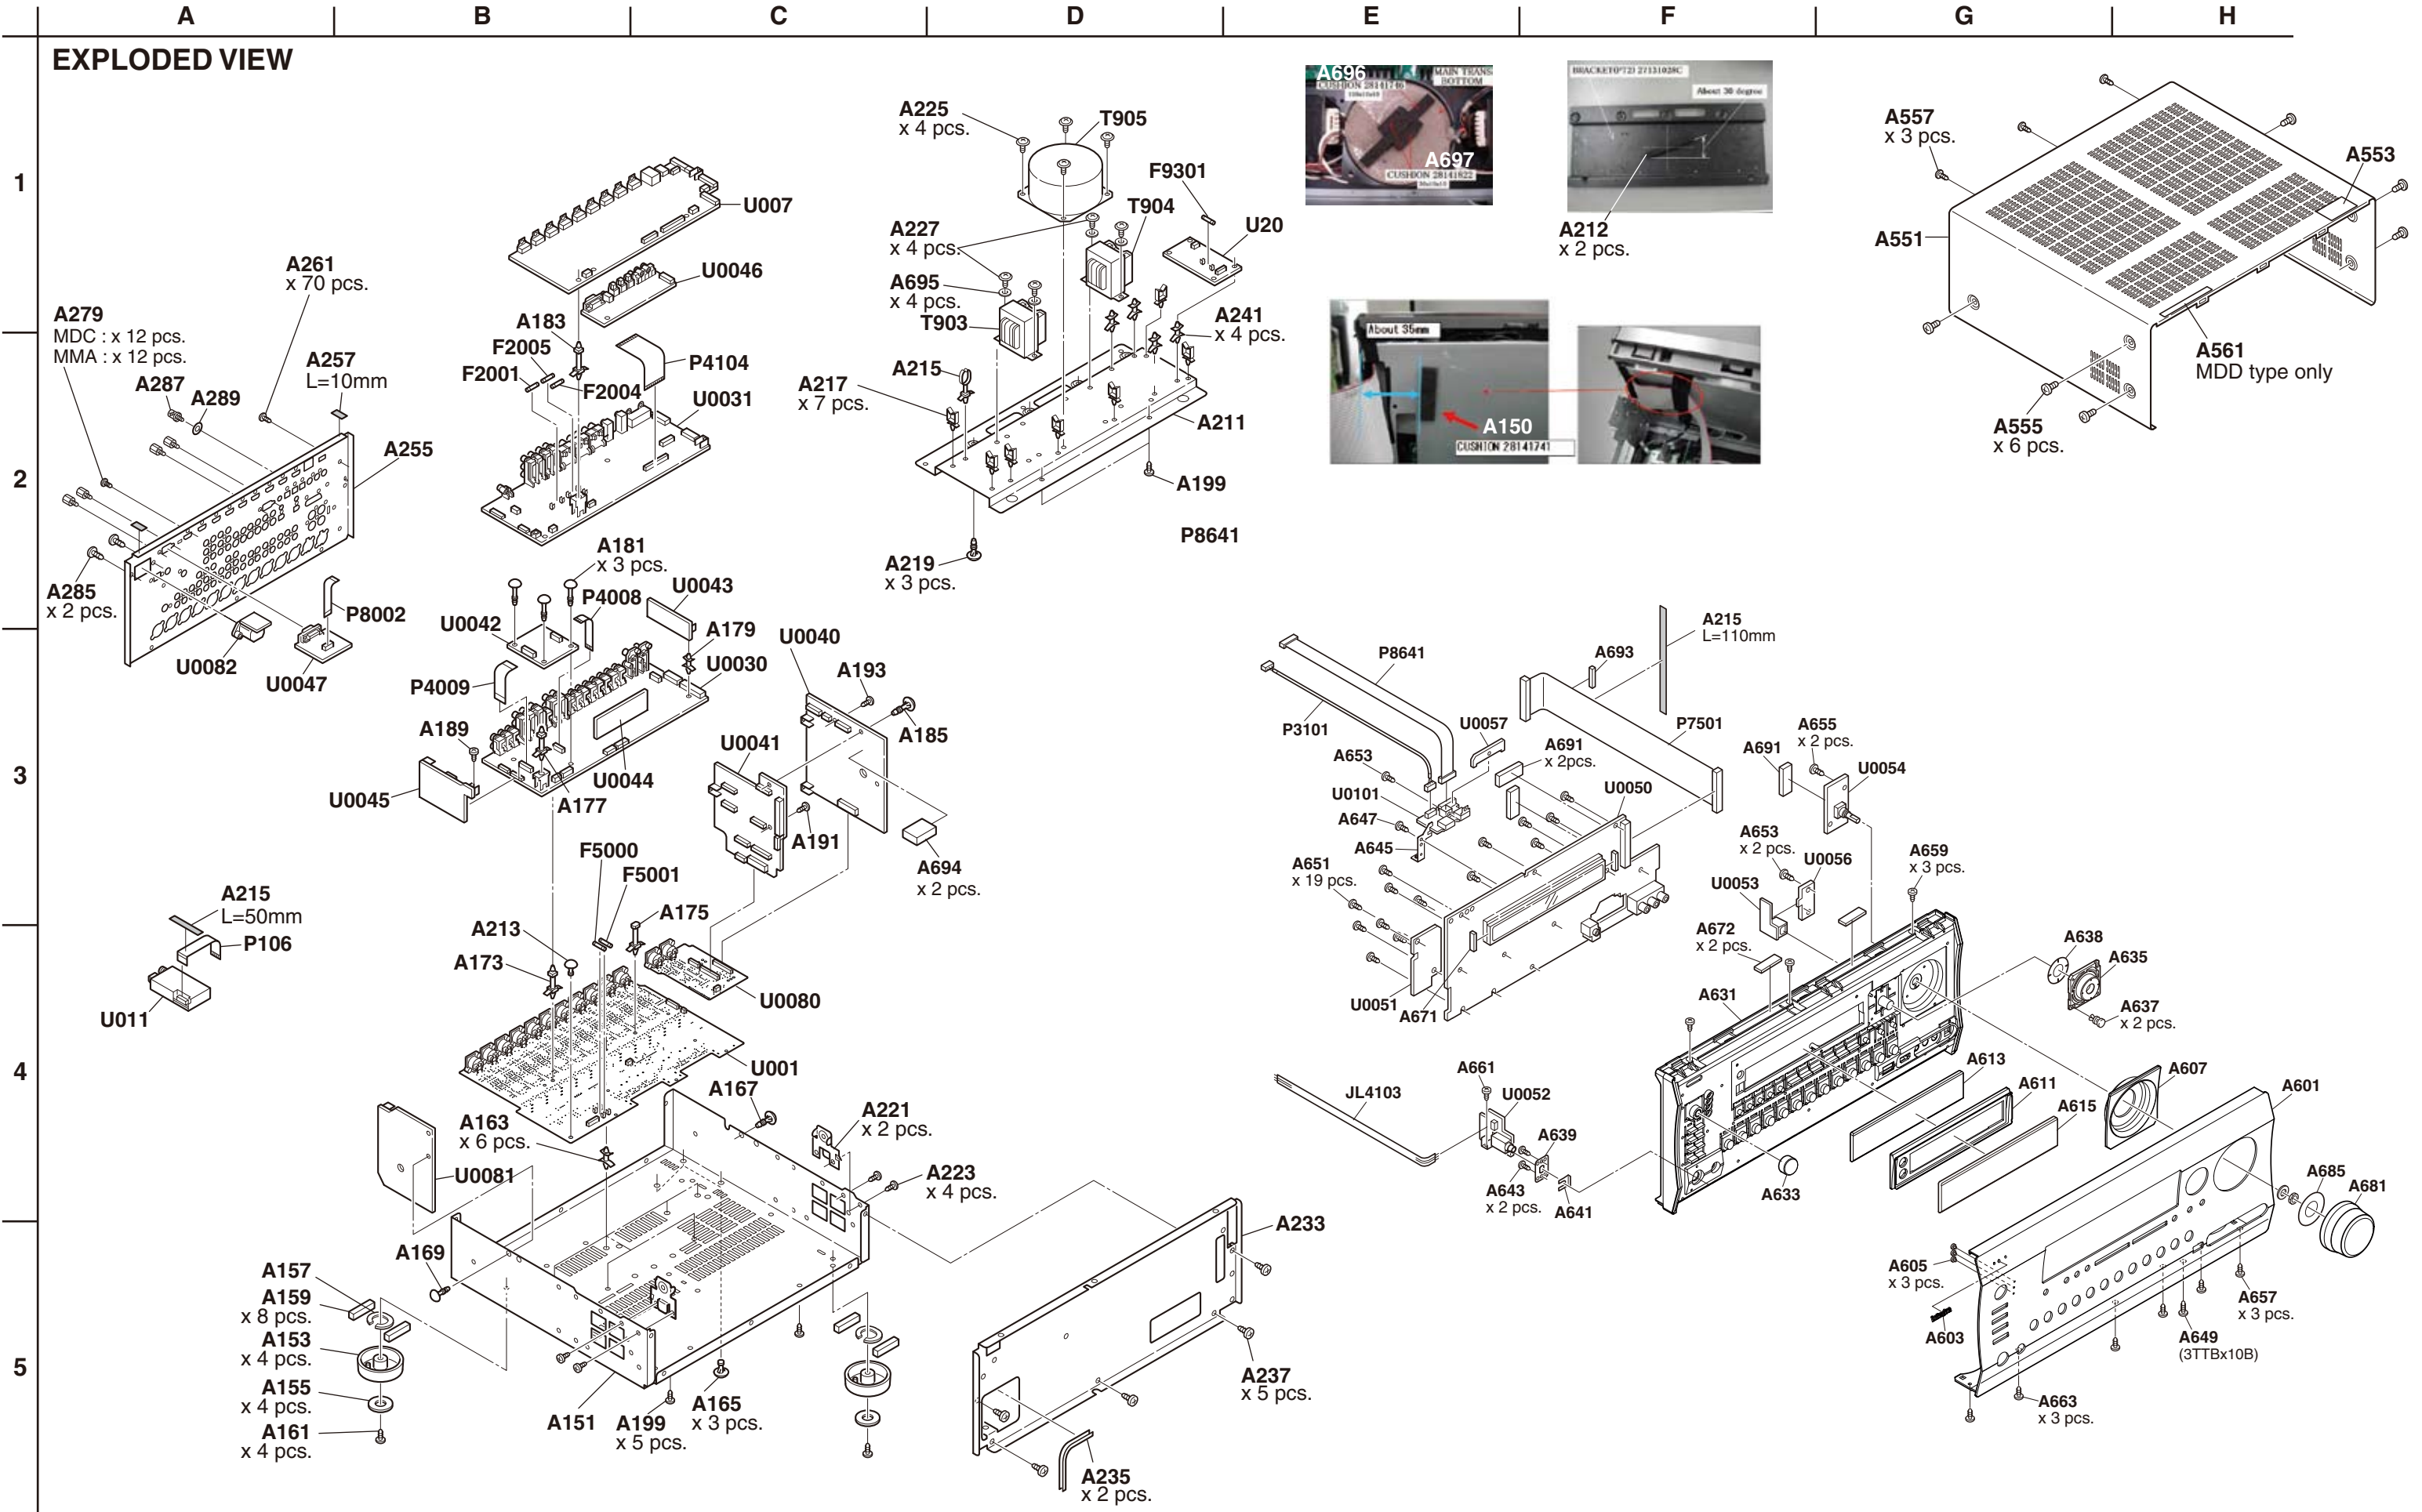 A
B
C
D
E
F
G
H
EXPLODED VIEW
1
2
3
4
5
A225
x 4 pcs.
T905
F9301
T904
U20
A227
x 4 pcs.
A695
x 4 pcs.
T903
A241
x 4 pcs.
A215
A217
x 7 pcs.
A211
A199
P8641
A219
x 3 pcs.
U007
U0046
A183
F2005
F2001
F2004
P4104
U0031
A261
x 70 pcs.
A279
MDC : x 12 pcs.
MMA : x 12 pcs.
A257
L=10mm
A287
A289
A255
A285
x 2 pcs.
P8002
U0082
U0047
A696
CUSHION 28141746
MAIN TRANS
BOTTOM
A697
CUSHION 28141822
BRACKET(P72) 27131028C
About 30 degree
A212
x 2 pcs.
About 35mm
A150
CUSHION 28141741
A557
x 3 pcs.
A553
A551
A561
MDD type only
A555
x 6 pcs.
A181
x 3 pcs.
U0043
P4008
U0042
A179
U0040
U0030
A193
P4009
A185
A189
U0041
U0044
U0045
A177
A191
A694
x 2 pcs.
F5000
F5001
A215
L=50mm
P106
U011
A175
A213
A173
U0080
U001
A167
A163
x 6 pcs.
A221
x 2 pcs.
U0081
A223
x 4 pcs.
A169
A157
A159
x 8 pcs.
A153
x 4 pcs.
A155
x 4 pcs.
A161
x 4 pcs.
A151
A199
x 5 pcs.
A165
x 3 pcs.
A233
A237
x 5 pcs.
A235
x 2 pcs.
A215
L=110mm
P8641
A693
P3101
U0057
P7501
A653
A691
x 2pcs.
A655
x 2 pcs.
A691
U0054
U0101
U0050
A647
A645
A653
x 2 pcs.
U0056
A659
x 3 pcs.
A651
x 19 pcs.
U0053
A672
x 2 pcs.
A638
A635
A631
U0051
A671
A637
x 2 pcs.
A661
U0052
JL4103
A613
A611
A607
A601
A615
A639
A643
x 2 pcs.
A641
A633
A685
A681
A605
x 3 pcs.
A603
A657
x 3 pcs.
A649
(3TTBx10B)
A663
x 3 pcs.